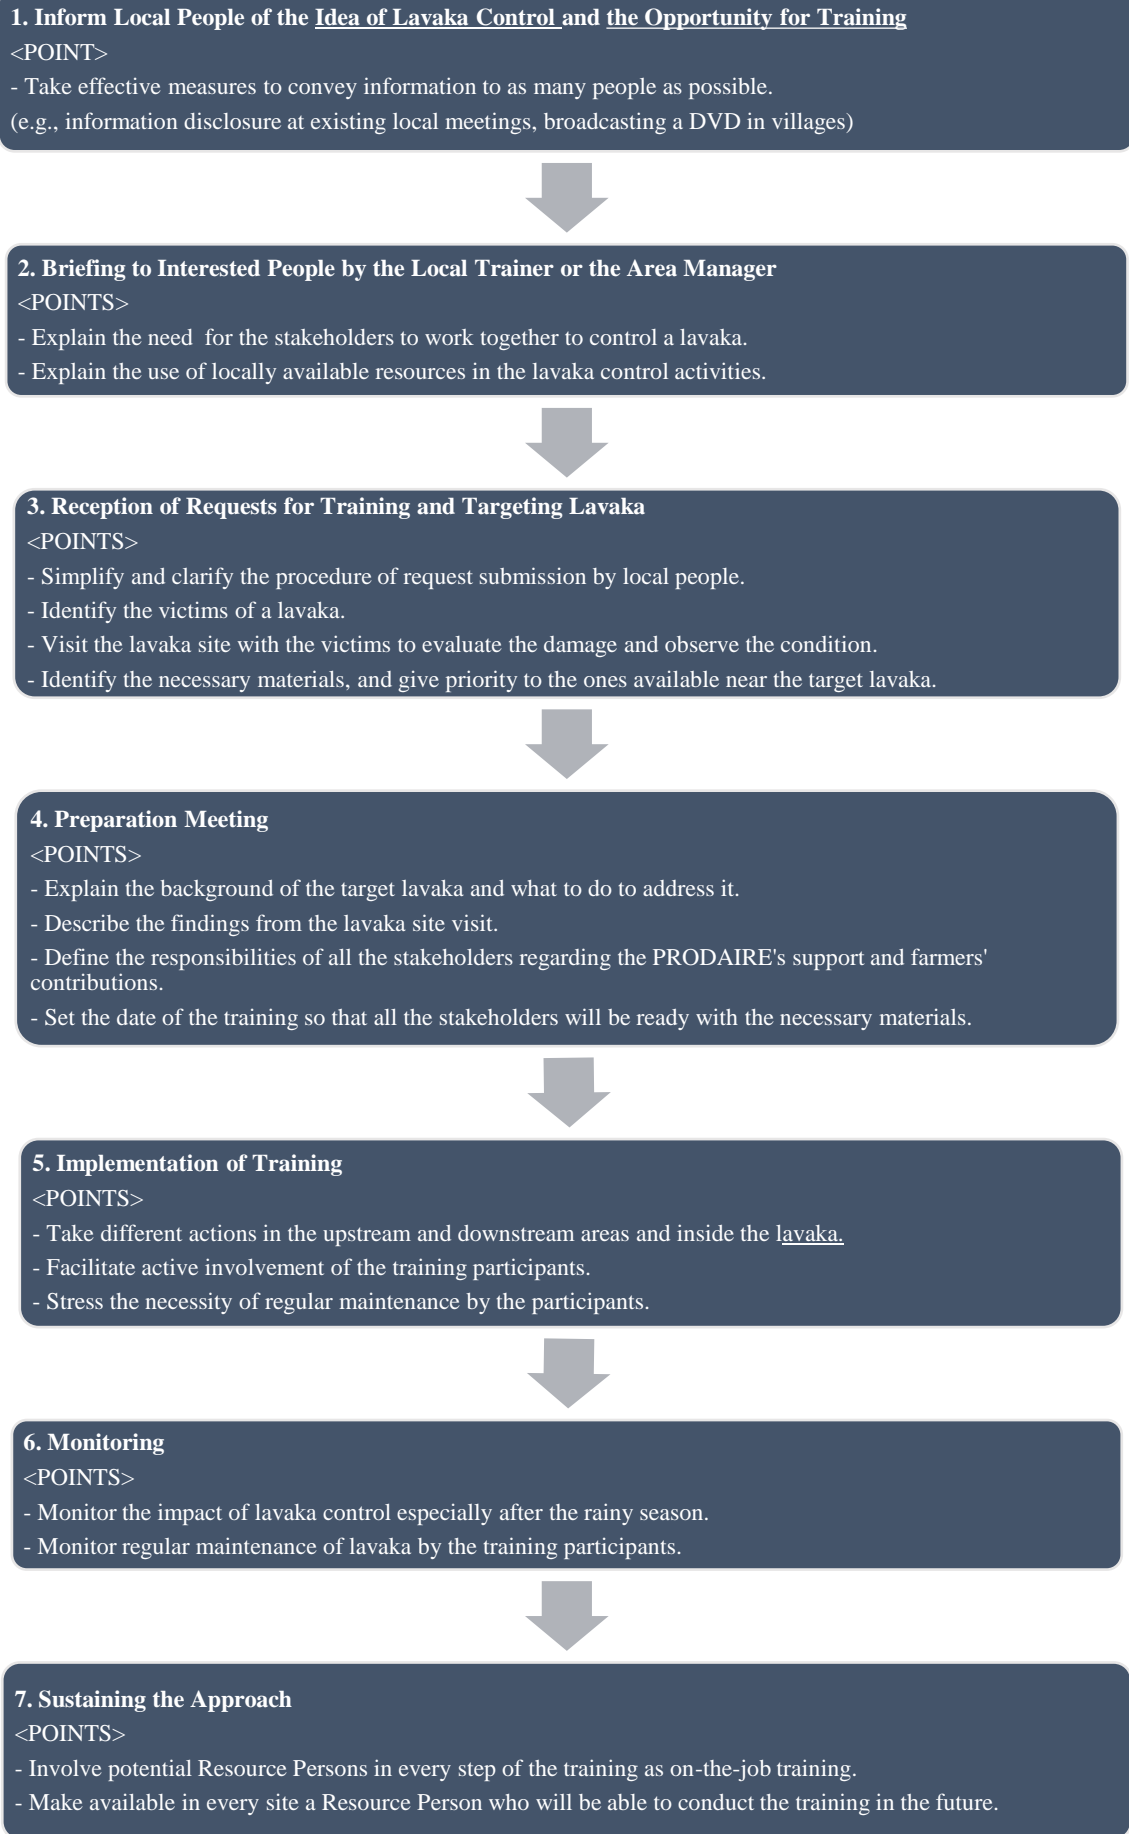 1. Inform Local People of the Idea of Lavaka Control and the Opportunity for Training
<POINT>
- Take effective measures to convey information to as many people as possible.
(e.g., information disclosure at existing local meetings, broadcasting a DVD in villages)
2. Briefing to Interested People by the Local Trainer or the Area Manager
<POINTS>
- Explain the need  for the stakeholders to work together to control a lavaka.
- Explain the use of locally available resources in the lavaka control activities.
3. Reception of Requests for Training and Targeting Lavaka
<POINTS>
- Simplify and clarify the procedure of request submission by local people.
- Identify the victims of a lavaka.
- Visit the lavaka site with the victims to evaluate the damage and observe the condition.
- Identify the necessary materials, and give priority to the ones available near the target lavaka.
4. Preparation Meeting
<POINTS>
- Explain the background of the target lavaka and what to do to address it.
- Describe the findings from the lavaka site visit.
- Define the responsibilities of all the stakeholders regarding the PRODAIRE's support and farmers'
contributions.
- Set the date of the training so that all the stakeholders will be ready with the necessary materials.
5. Implementation of Training
<POINTS>
- Take different actions in the upstream and downstream areas and inside the lavaka.
- Facilitate active involvement of the training participants.
- Stress the necessity of regular maintenance by the participants.
6. Monitoring
<POINTS>
- Monitor the impact of lavaka control especially after the rainy season.
- Monitor regular maintenance of lavaka by the training participants.
7. Sustaining the Approach
<POINTS>
- Involve potential Resource Persons in every step of the training as on-the-job training.
- Make available in every site a Resource Person who will be able to conduct the training in the future.